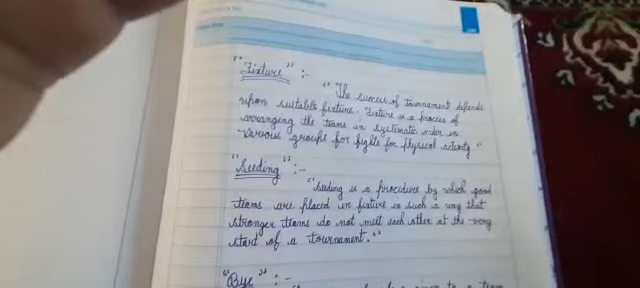 "Fixture" :-
"The success of tournament depends
upon suitable fixture. Fixture is a process of
arranging the teams in systematic order in
various groups for fights for physical activity"
"Seeding" :-
"Seeding is a procedure by which good
teams are placed in fixture in such a way that
stronger teams do not meet each other at the very
start of a tournament."
"Bye" :-
to a team